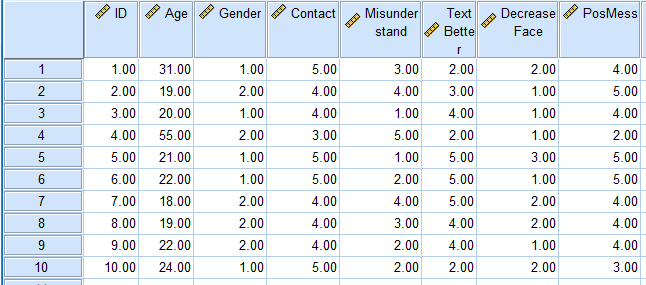 ID Age Gender Contact Misunder stand Text Bette r Decrease Face PosMess
1 1.00 31.00 1.00 5.00 3.00 2.00 2.00 4.00
2 2.00 19.00 2.00 4.00 4.00 3.00 1.00 5.00
3 3.00 20.00 1.00 4.00 1.00 4.00 1.00 4.00
4 4.00 55.00 2.00 3.00 5.00 2.00 1.00 2.00
5 5.00 21.00 1.00 5.00 1.00 5.00 3.00 5.00
6 6.00 22.00 1.00 5.00 2.00 5.00 1.00 5.00
7 7.00 18.00 2.00 4.00 4.00 5.00 2.00 4.00
8 8.00 19.00 2.00 4.00 3.00 4.00 2.00 4.00
9 9.00 22.00 2.00 4.00 2.00 4.00 1.00 4.00
10 10.00 24.00 1.00 5.00 2.00 2.00 2.00 3.00